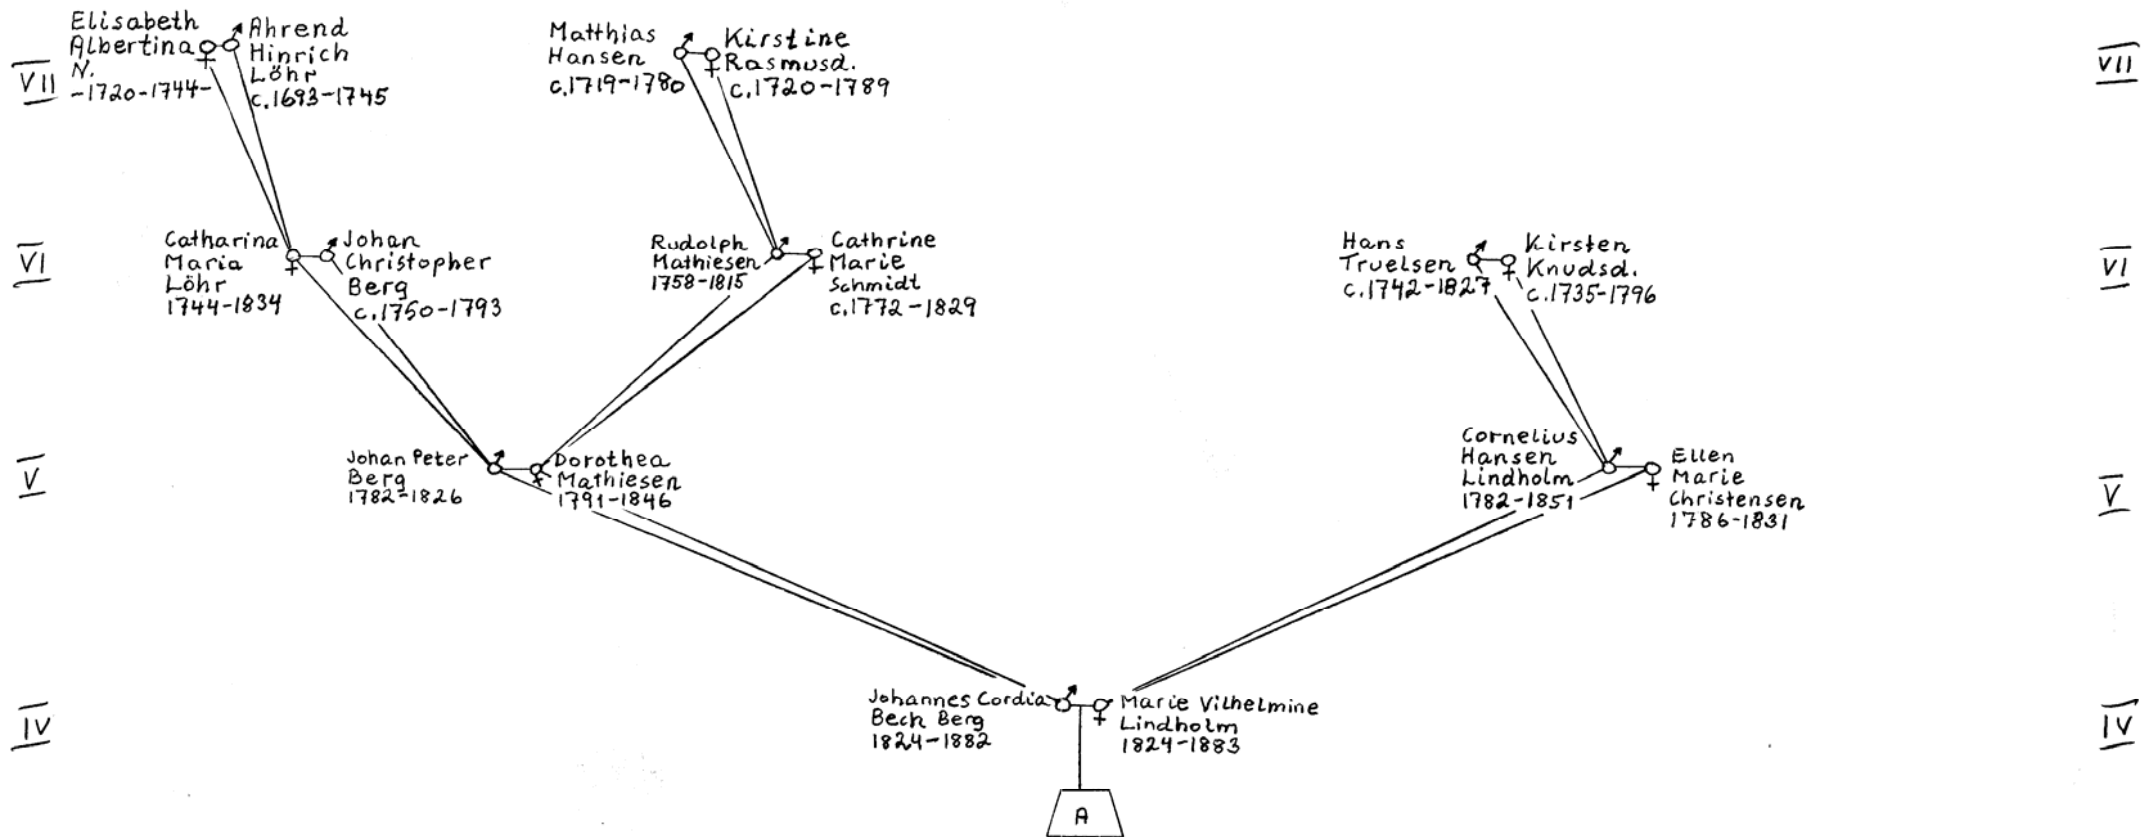 Elisabeth
Albertina
N.
-1720-1744-
Ahrend
Hinrich
Löhr
c.1693-1745
Matthias
Hansen
c.1719-1780
Kirstine
Rasmusd.
c.1720-1789
VII
VII
Catharina
Maria
Löhr
1744-1834
Johan
Christopher
Berg
c.1750-1793
Rudolph
Mathiesen
1758-1815
Cathrine
Marie
Schmidt
c.1772-1829
Hans
Truelsen
c.1742-1827
Kirsten
Knudsd.
c.1735-1796
VI
VI
Johan Peter
Berg
1782-1826
Dorothea
Mathiesen
1791-1846
Cornelius
Hansen
Lindholm
1782-1851
Ellen
Marie
Christensen
1786-1831
V
V
Johannes Cordia
Bech Berg
1824-1882
Marie Vilhelmine
Lindholm
1824-1883
IV
IV
A